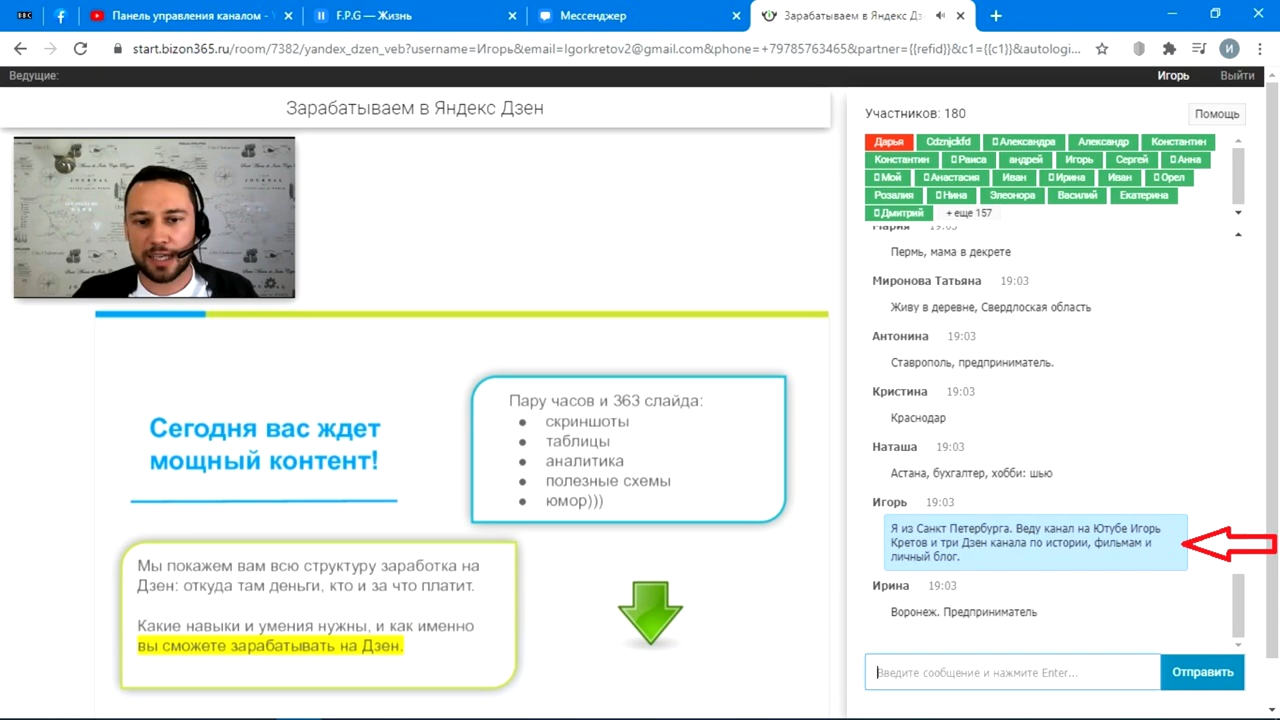 BBC
Панель управления каналом -
F.P.G — Жизнь
Мессенджер
Зарабатываем в Яндекс Дз
start.bizon365.ru/room/7382/yandex_dzen_veb?username=Игорь&email=Igorkretov2@gmail.com&phone=+79785763465&partner={{refid}}&c1={{c1}}&autologi...
И
Ведущие:
Игорь
Выйти
Зарабатываем в Яндекс Дзен
JOURNAL
JOURNAL
Сегодня вас ждет
мощный контент!
Пару часов и 363 слайда:
● скриншоты
● таблицы
● аналитика
● полезные схемы
● юмор)))
Мы покажем вам всю структуру заработка на
Дзен: откуда там деньги, кто и за что платит.
Какие навыки и умения нужны, и как именно
вы сможете зарабатывать на Дзен.
Участников: 180
Помощь
Дарья Cdznjckfd Александра Александр Константин
Константин Раиса андрей Игорь Сергей Анна
Мой Анастасия Иван Ирина Иван Орел
Розалия Нина Элеонора Василий Екатерина
Дмитрий + еще 157
Мария 19:03
Пермь, мама в декрете
Миронова Татьяна 19:03
Живу в деревне, Свердлоская область
Антонина 19:03
Ставрополь, предприниматель.
Кристина 19:03
Краснодар
Наташа 19:03
Астана, бухгалтер, хобби: шью
Игорь 19:03
Я из Санкт Петербурга. Веду канал на Ютубе Игорь
Кретов и три Дзен канала по истории, фильмам и
личный блог.
Ирина 19:03
Воронеж. Предприниматель
Введите сообщение и нажмите Enter...
Отправить